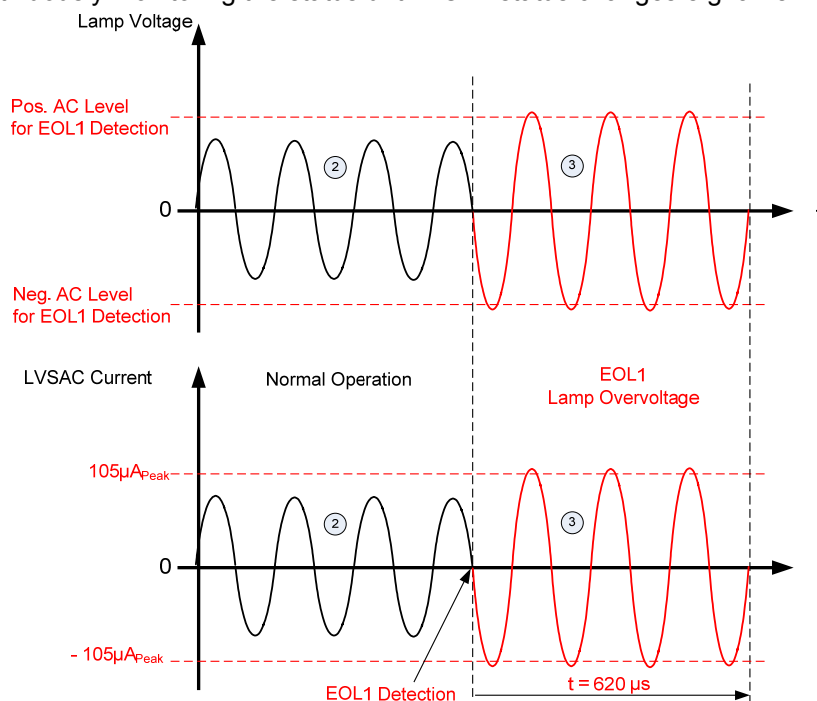 Lamp Voltage
Pos. AC Level
for EOL1 Detection
2
3
0
Neg. AC Level
for EOL1 Detection
LVSAC Current
Normal Operation
EOL1
Lamp Overvoltage
105µAPeak
2
3
0
- 105µAPeak
EOL1 Detection
t = 620 µs